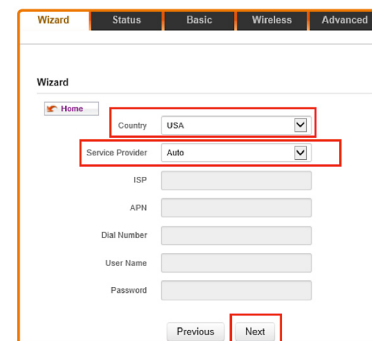 Wizard Status Basic Wireless Advanced
Wizard
Home
Country USA
Service Provider Auto
ISP
APN
Dial Number
User Name
Password
Previous Next